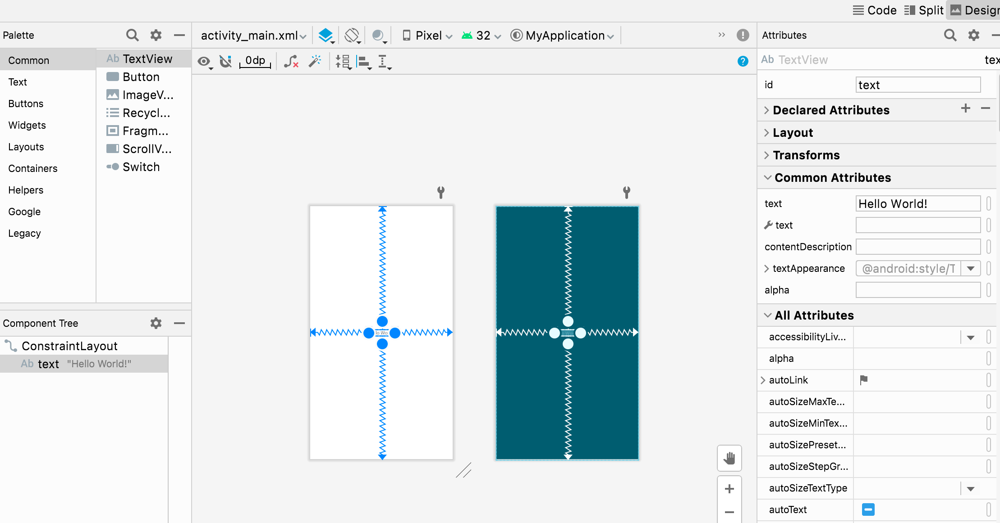 Code Split Design
Palette
activity_main.xml Pixel 32 MyApplication
Attributes
Common
Text
Buttons
Widgets
Layouts
Containers
Helpers
Google
Legacy
Ab TextView
Button
ImageV...
Recycl...
Fragm...
ScrollV...
Switch
0dp
?
lo Wo
Component Tree
ConstraintLayout
Ab text "Hello World!"
Ab TextView tex
id text
Declared Attributes
Layout
Transforms
Common Attributes
text Hello World!
text
contentDescription
textAppearance @android:style/T
alpha
All Attributes
accessibilityLiv...
alpha
autoLink
autoSizeMaxTe...
autoSizeMinTex...
autoSizePreset...
autoSizeStepGr...
autoSizeTextType
autoText